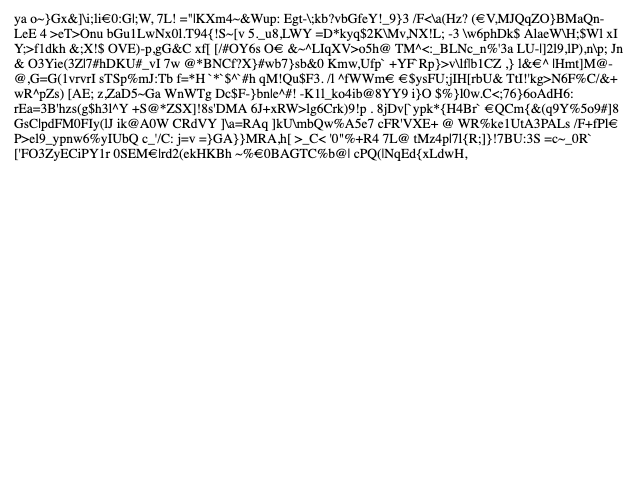 ya o~}Gx&]\i;li€0:G|;W, 7L! ="|KXm4~&Wup: Egt-\;kb?vbGfeY!_9}3 /F<\a(Hz? (€V,MJQqZO}BMaQn-
LeE 4 >eT>Onu bGu1LwNx0l.T94{!S~[v 5._u8,LWY =D*kyq$2K\Mv,NX!L; -3 \w6phDk$ AlaeW\H;$Wl xI
Y;>f1dkh &;X!$ OVE)-p,gG&C xf[ [/#OY6s O€ &~^LIqXV>o5h@ TM^<:_BLNc_n%'3a LU-|]2l9,lP),n\p; Jn
& O3Yie(3Zl7#hDKU#_vI 7w @*BNCf?X}#wb7}sb&0 Kmw,Ufp` +YF`Rp}>v\lflb1CZ ,} l&€^ |Hmt]M@-
@,G=G(1vrvrI sTSp%mJ:Tb f=*H`*`$^`#h qM!Qu$F3. /l ^fWWm€ €$ysFU;jIH[rbU& TtI!'kg>N6F%C/&+
wR^pZs) [AE; z,ZaD5~Ga WnWTg Dc$F-}bn|e^#! -K1l_ko4ib@8YY9 i}O $%}l0w.C<;76}6oAdH6:
rEa=3B'hzs(g$h3l^Y +S@*ZSX]!8s'DMA 6J+xRW>lg6Crk)9!p . 8jDv[`ypk*{H4Br` €QCm{&(q9Y%5o9#]8
GsC|pdFM0FIy(lJ ik@A0W CRdVY ]\a=RAq ]kU\mbQw%A5e7 cFR'VXE+ @ WR%ke1UtA3PALs /F+fPl€
P>el9_ypnw6%yIUbQ c_'/C: j=v =}GA}}MRA,h[ >_C< '0"%+R4 7L@ tMz4p|7l{R;]}!7BU:3S =c~_0R`
['FO3ZyECiPY1r 0SEM€|rd2(ekHKBh ~%€0BAGTC%b@| cPQ(|NqEd{xLdwH,